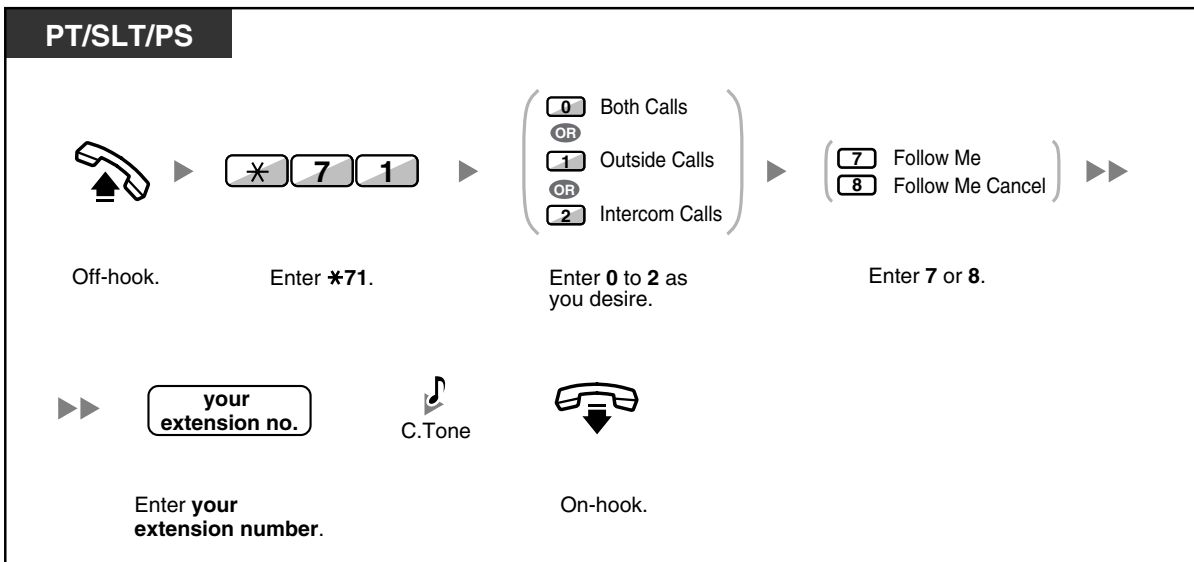 PT/SLT/PS
0 Both Calls
OR
1 Outside Calls
OR
2 Intercom Calls
* 7 1
7 Follow Me
8 Follow Me Cancel
Off-hook.
Enter *71.
Enter 0 to 2 as
you desire.
Enter 7 or 8.
your
extension no.
C.Tone
Enter your
extension number.
On-hook.